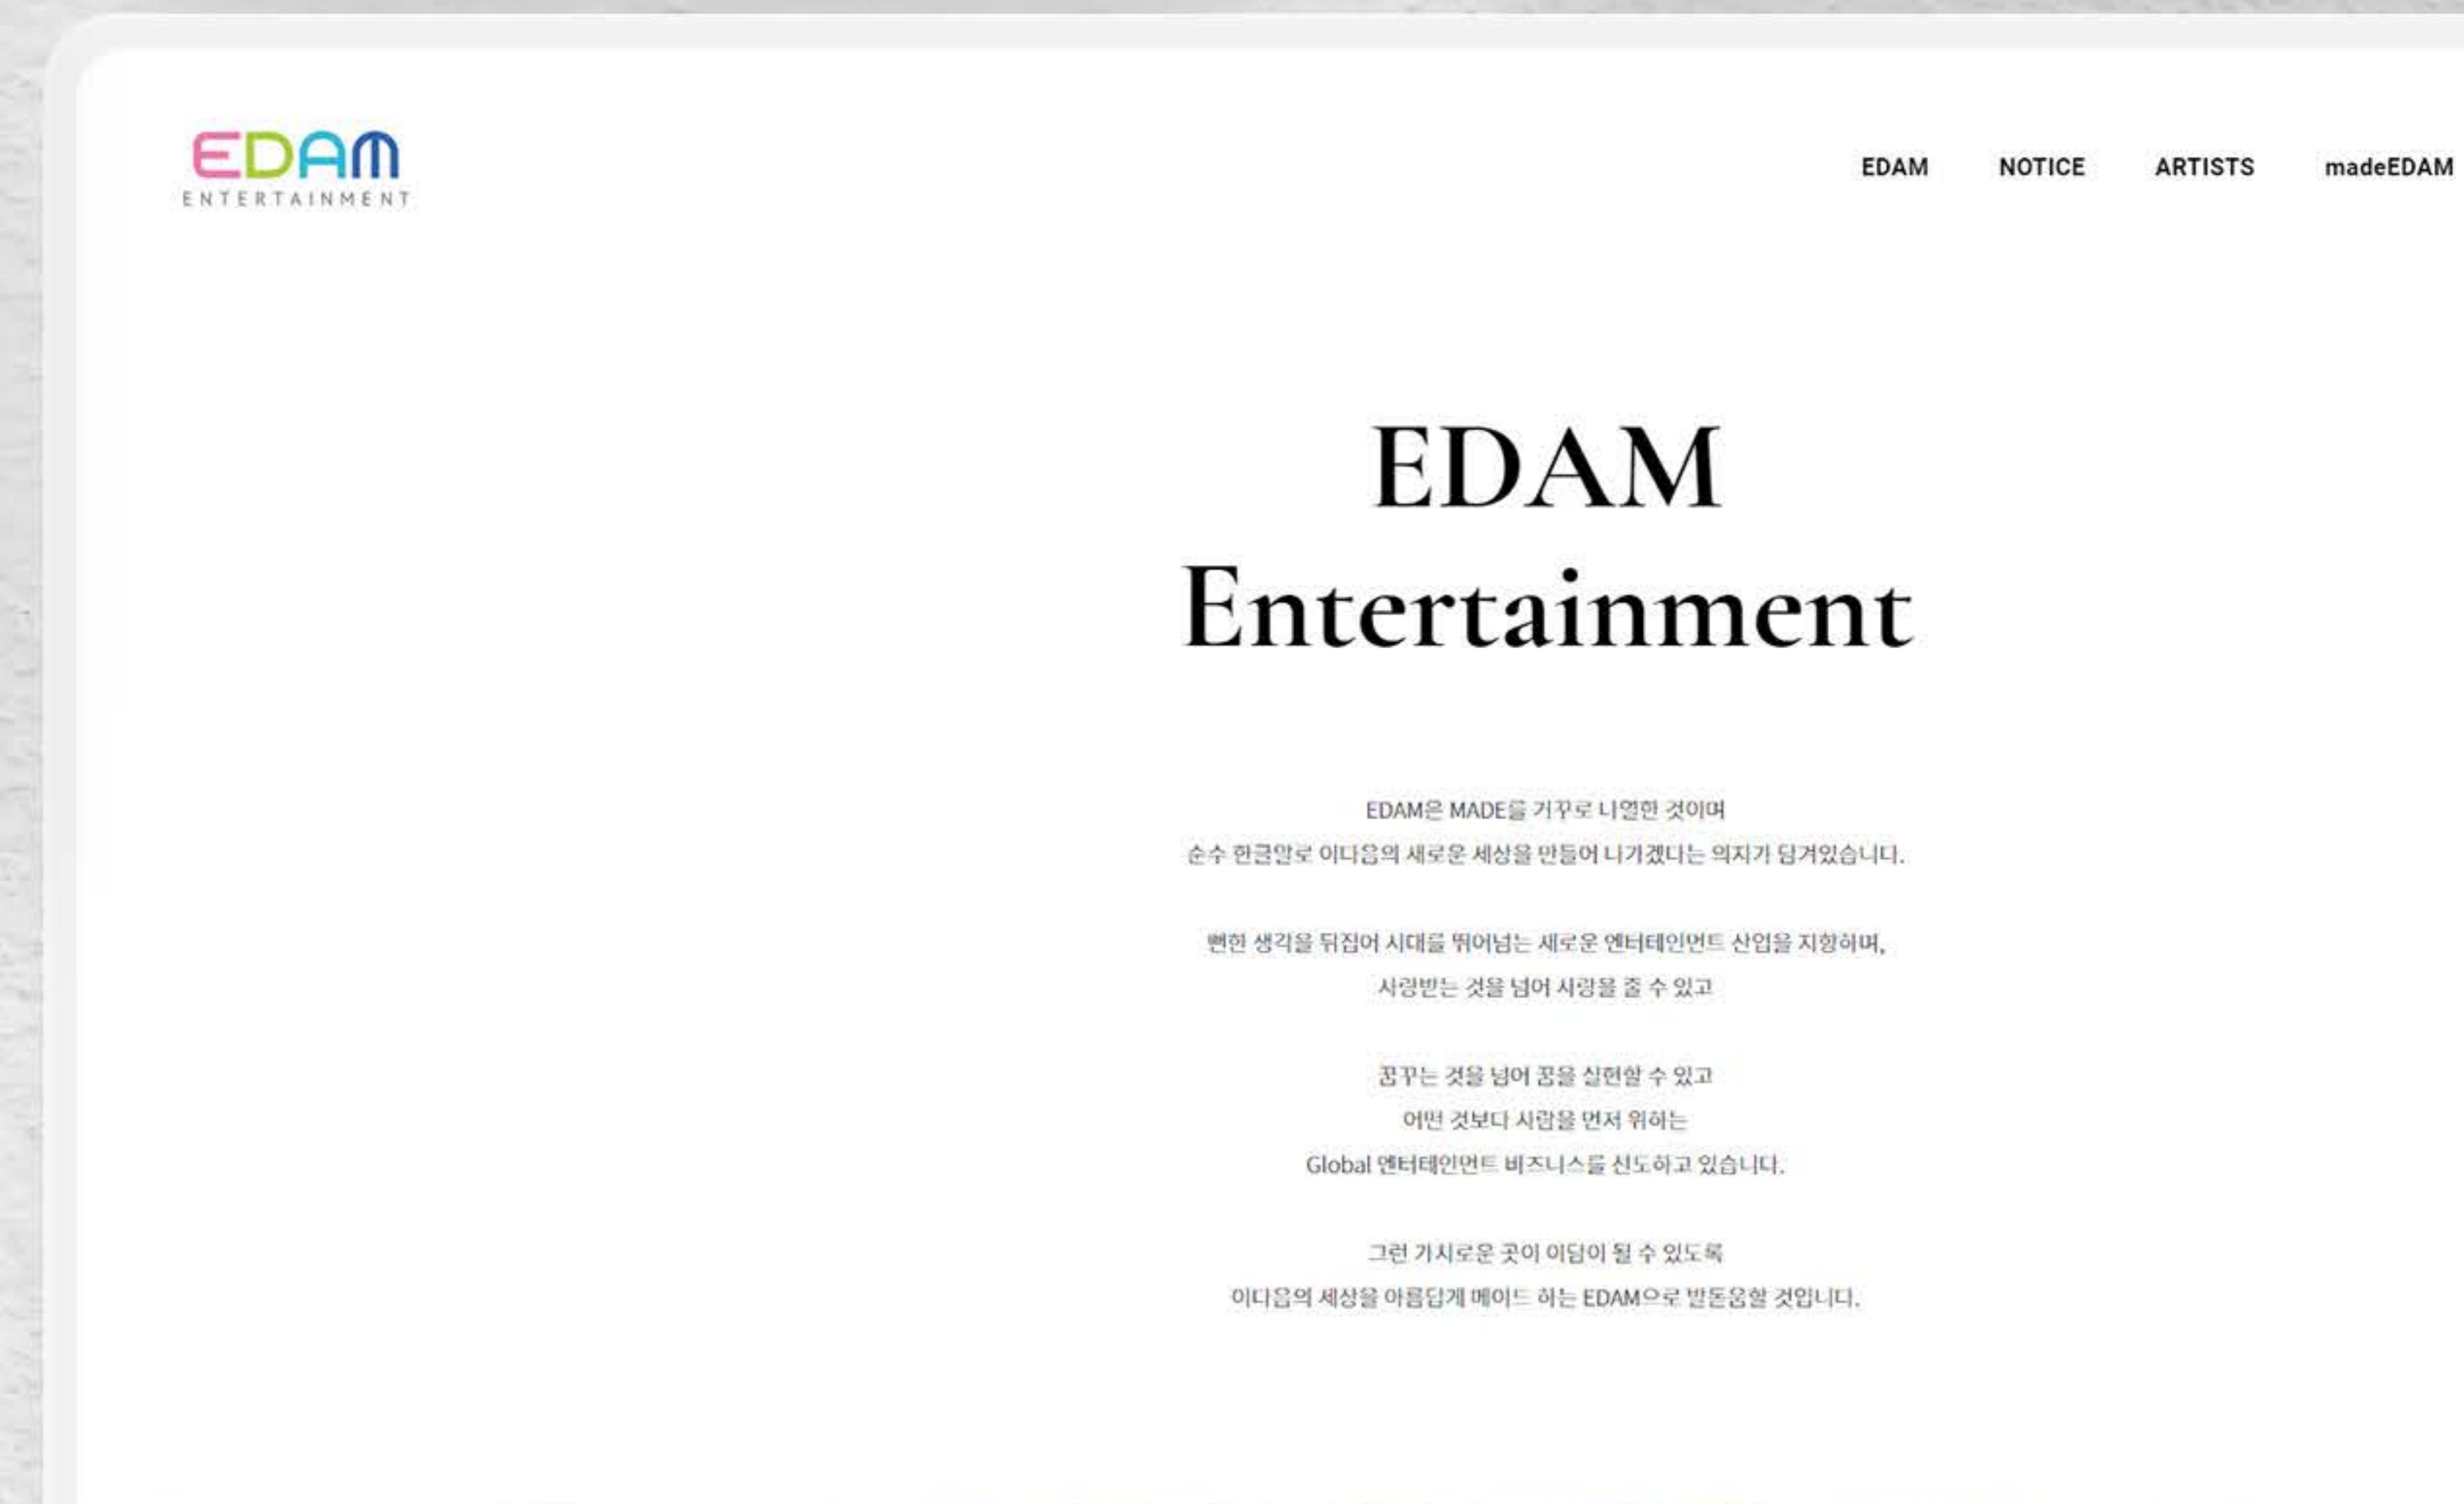 EDAM
ENTERTAINMENT
EDAM NOTICE ARTISTS madeEDAM
EDAM
Entertainment
EDAM은 MADE를 거꾸로 나열한 것이며
순수 한글말로 이다음의 새로운 세상을 만들어 나가겠다는 의지가 담겨있습니다.
뻔한 생각을 뒤집어 시대를 뛰어넘는 새로운 엔터테인먼트 산업을 지향하며,
사랑받는 것을 넘어 사랑을 줄 수 있고
꿈꾸는 것을 넘어 꿈을 실현할 수 있고
어떤 것보다 사람을 먼저 위하는
Global 엔터테인먼트 비즈니스를 선도하고 있습니다.
그런 가치로운 곳이 이담이 될 수 있도록
이다음의 세상을 아름답게 메이드 하는 EDAM으로 발돋움할 것입니다.